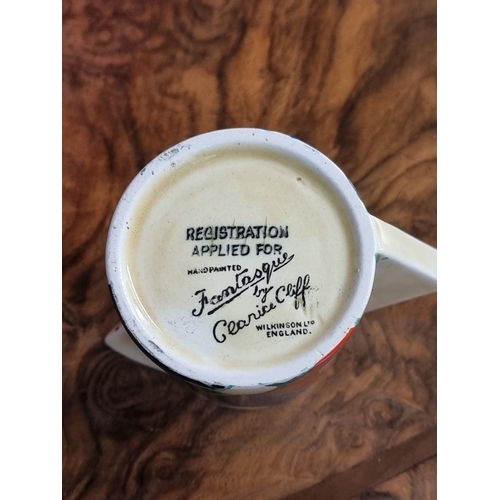 REGISTRATION
APPLIED FOR
HAND PAINTED
Fantasque
by
Clarice Cliff
WILKINSON LTD
ENGLAND.